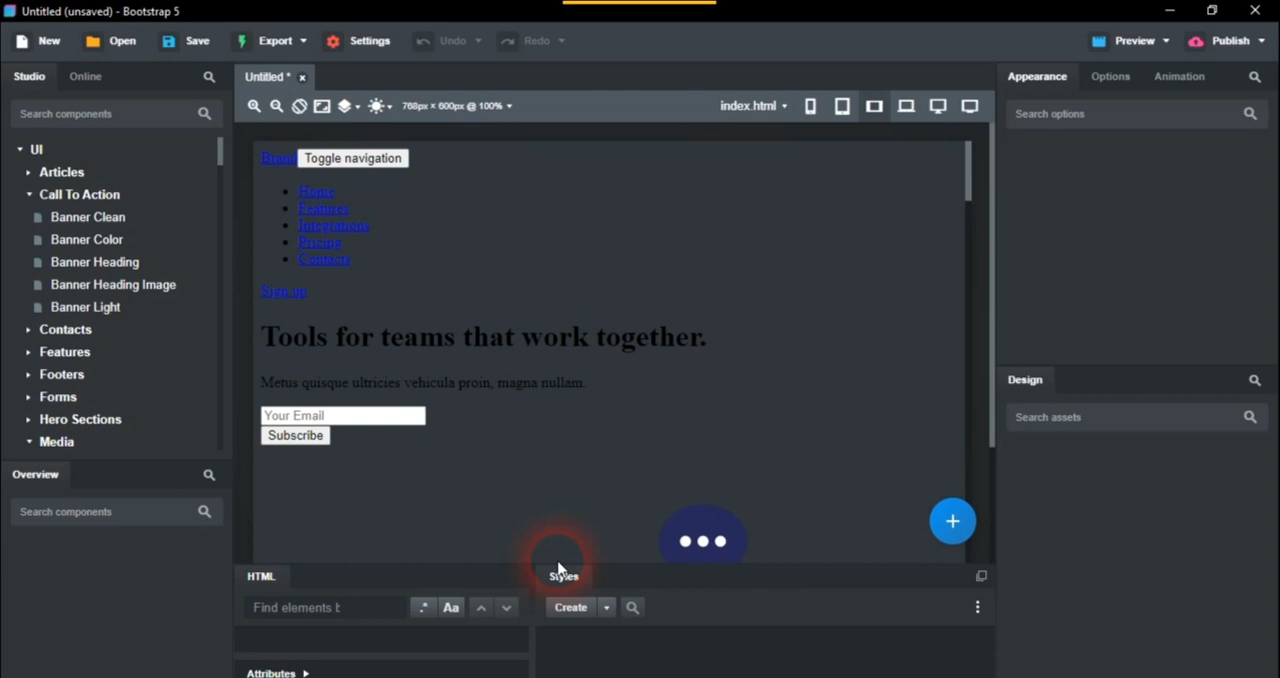 Untitled (unsaved) - Bootstrap 5
New Open Save Export Settings Undo Redo Preview Publish
Studio Online
Untitled *
Appearance Options Animation
768px × 600px @ 100%
index.html
Search components
Search options
UI
Articles
Call To Action
Banner Clean
Banner Color
Banner Heading
Banner Heading Image
Banner Light
Contacts
Features
Footers
Forms
Hero Sections
Media
Brand Toggle navigation
Home
Features
Integrations
Pricing
Contacts
Sign up
Tools for teams that work together.
Metus quisque ultricies vehicula proin, magna nullam.
Your Email
Subscribe
Design
Search assets
Overview
Search components
HTML
Styles
Find elements b
.* Aa
Create
Attributes